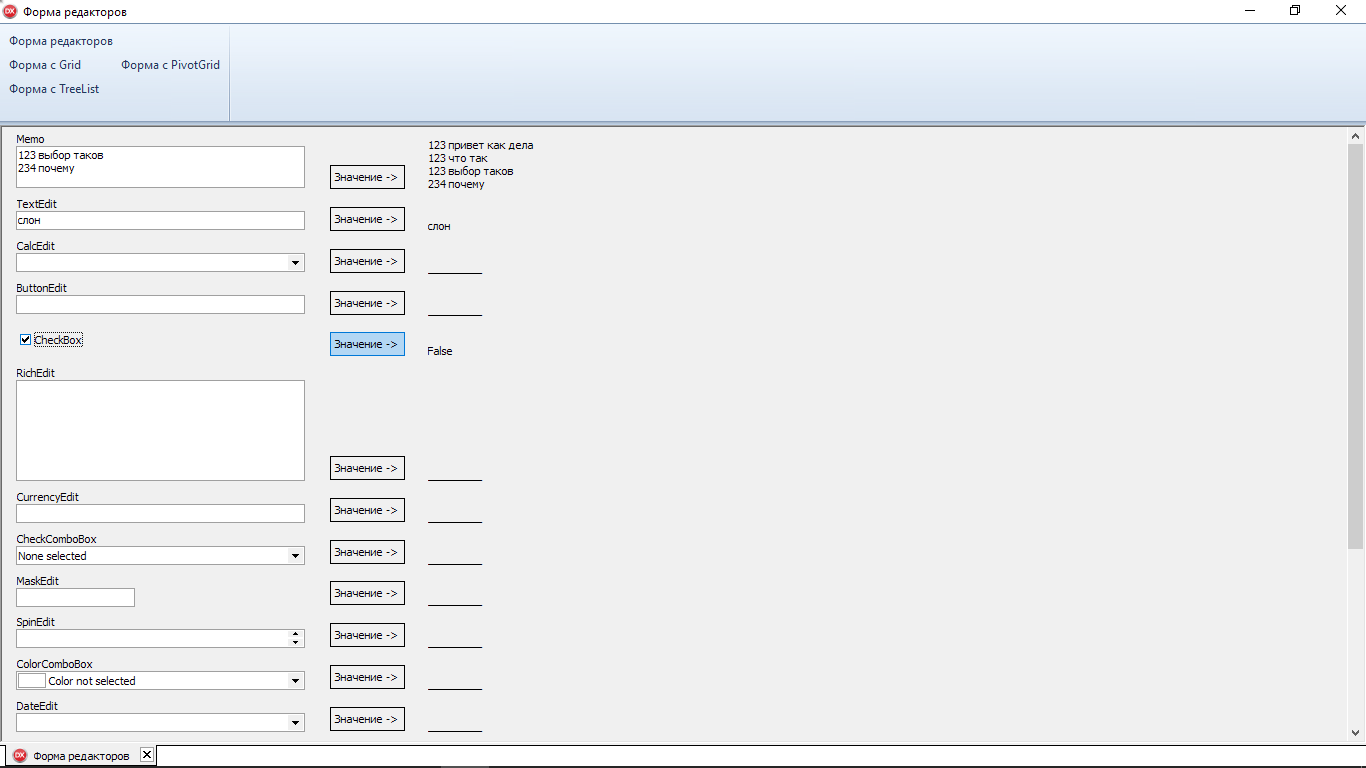 DX Форма редакторов
Форма редакторов
Форма с Grid Форма с PivotGrid
Форма с TreeList
Memo
123 выбор таков
234 почему
Значение ->
123 привет как дела
123 что так
123 выбор таков
234 почему
TextEdit
слон
Значение ->
слон
CalcEdit
Значение ->
ButtonEdit
Значение ->
CheckBox
Значение ->
False
RichEdit
Значение ->
CurrencyEdit
Значение ->
CheckComboBox
None selected
Значение ->
MaskEdit
Значение ->
SpinEdit
Значение ->
ColorComboBox
Color not selected
Значение ->
DateEdit
Значение ->
DX Форма редакторов